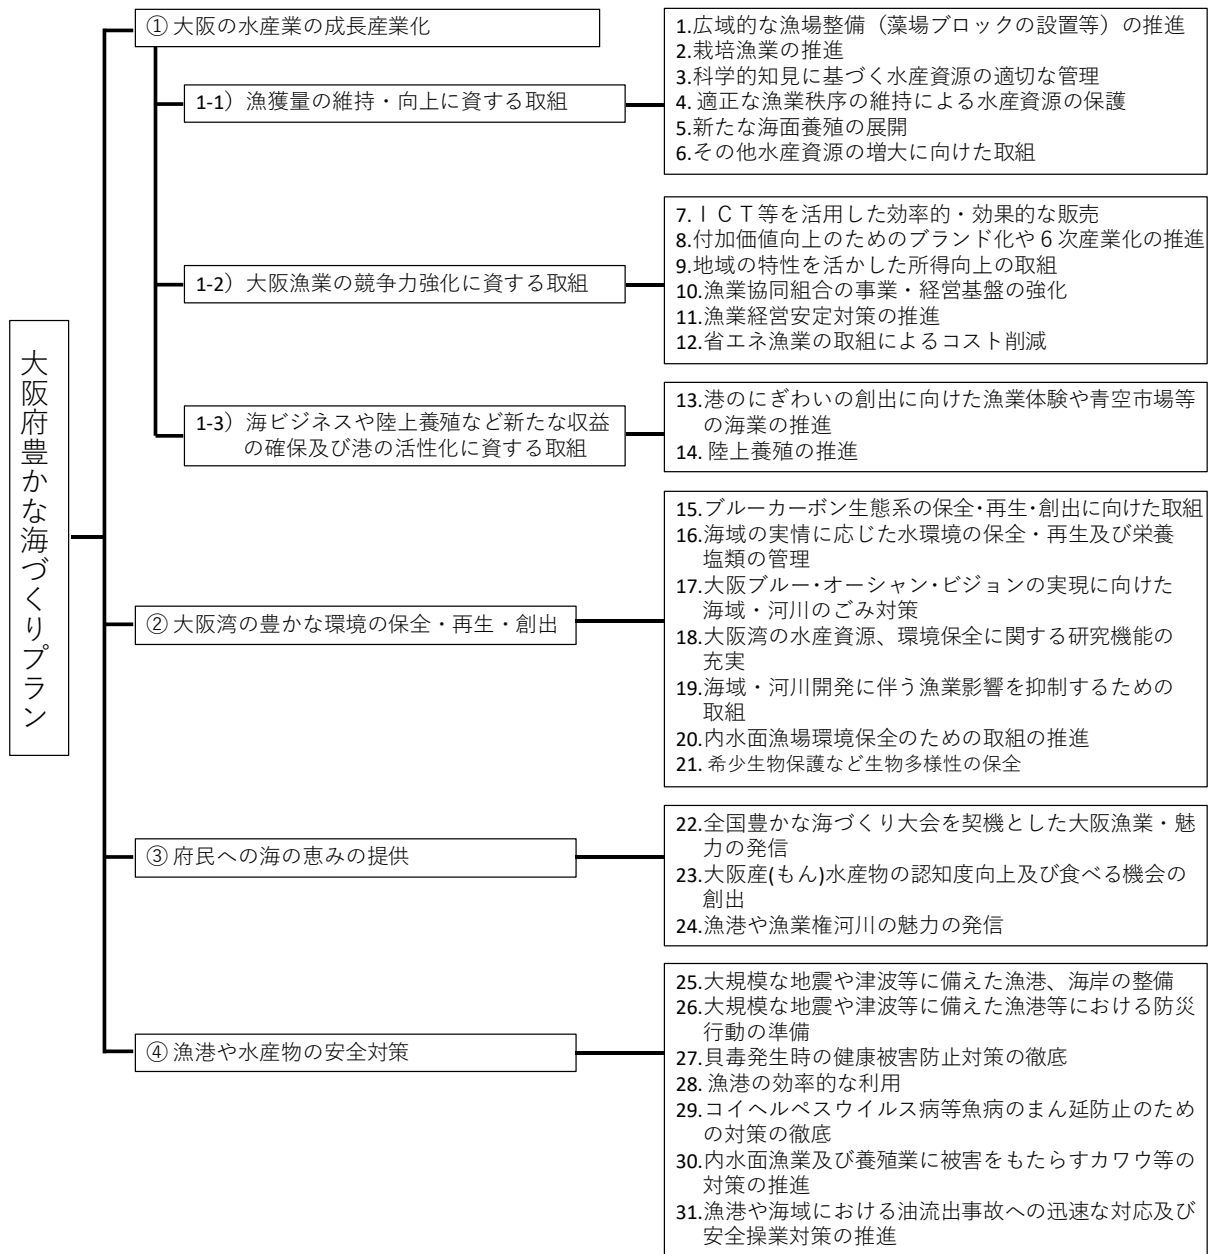 大阪府豊かな海づくりプラン
① 大阪の水産業の成長産業化
1-1）漁獲量の維持・向上に資する取組
1.広域的な漁場整備（藻場ブロックの設置等）の推進
2.栽培漁業の推進
3.科学的知見に基づく水産資源の適切な管理
4. 適正な漁業秩序の維持による水産資源の保護
5.新たな海面養殖の展開
6.その他水産資源の増大に向けた取組
1-2）大阪漁業の競争力強化に資する取組
7.ＩＣＴ等を活用した効率的・効果的な販売
8.付加価値向上のためのブランド化や６次産業化の推進
9.地域の特性を活かした所得向上の取組
10.漁業協同組合の事業・経営基盤の強化
11.漁業経営安定対策の推進
12.省エネ漁業の取組によるコスト削減
1-3）海ビジネスや陸上養殖など新たな収益
の確保及び港の活性化に資する取組
13.港のにぎわいの創出に向けた漁業体験や青空市場等
の海業の推進
14. 陸上養殖の推進
② 大阪湾の豊かな環境の保全・再生・創出
15.ブルーカーボン生態系の保全・再生・創出に向けた取組
16.海域の実情に応じた水環境の保全・再生及び栄養
塩類の管理
17.大阪ブルー・オーシャン・ビジョンの実現に向けた
海域・河川のごみ対策
18.大阪湾の水産資源、環境保全に関する研究機能の
充実
19.海域・河川開発に伴う漁業影響を抑制するための
取組
20.内水面漁場環境保全のための取組の推進
21. 希少生物保護など生物多様性の保全
③ 府民への海の恵みの提供
22.全国豊かな海づくり大会を契機とした大阪漁業・魅
力の発信
23.大阪産(もん)水産物の認知度向上及び食べる機会の
創出
24.漁港や漁業権河川の魅力の発信
④ 漁港や水産物の安全対策
25.大規模な地震や津波等に備えた漁港、海岸の整備
26.大規模な地震や津波等に備えた漁港等における防災
行動の準備
27.貝毒発生時の健康被害防止対策の徹底
28. 漁港の効率的な利用
29.コイヘルペスウイルス病等魚病のまん延防止のため
の対策の徹底
30.内水面漁業及び養殖業に被害をもたらすカワウ等の
対策の推進
31.漁港や海域における油流出事故への迅速な対応及び
安全操業対策の推進